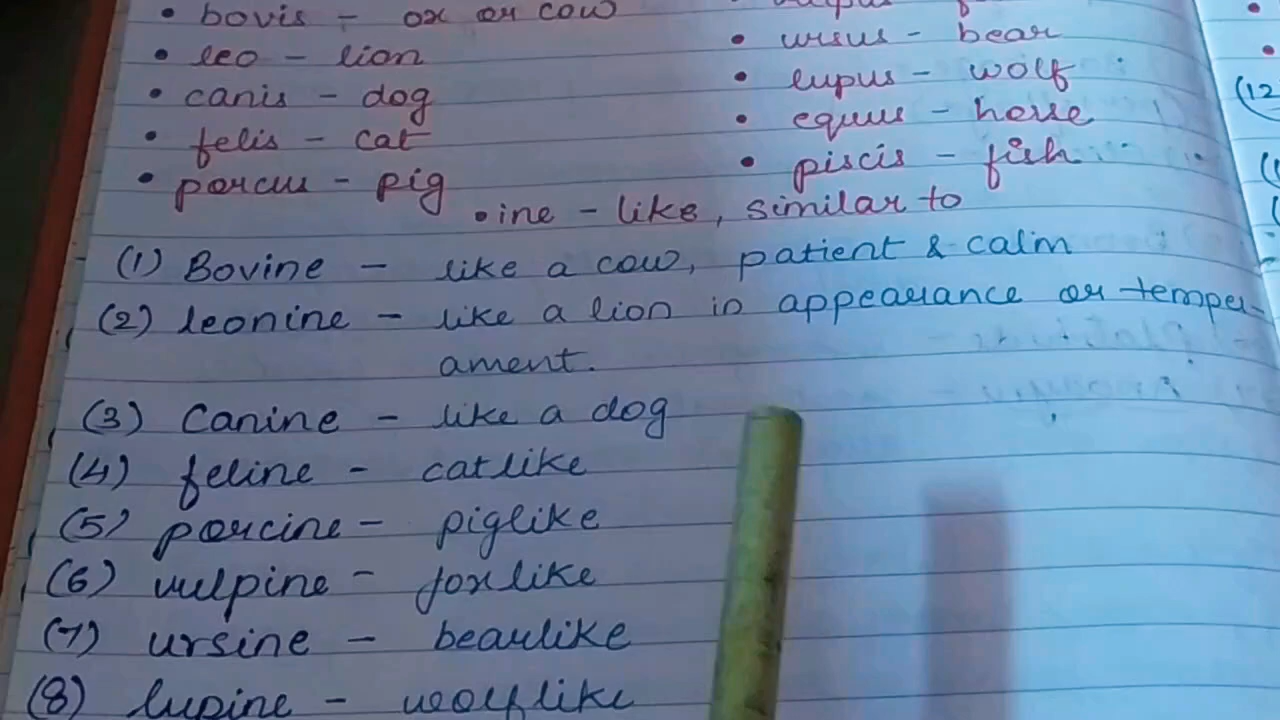 • bovis - ox or cow
• leo - lion
• canis - dog
• felis - cat
• porcus - pig
• ursus - bear
• lupus - wolf
• equus - horse
• piscis - fish
• ine - like, similar to
(1) Bovine - like a cow, patient & calm
(2) leonine - like a lion in appearance or temper-
ament.
(3) Canine - like a dog
(4) feline - catlike
(5) porcine - piglike
(6) vulpine - foxlike
(7) ursine - bearlike
(8) lupine - wolflike
(12